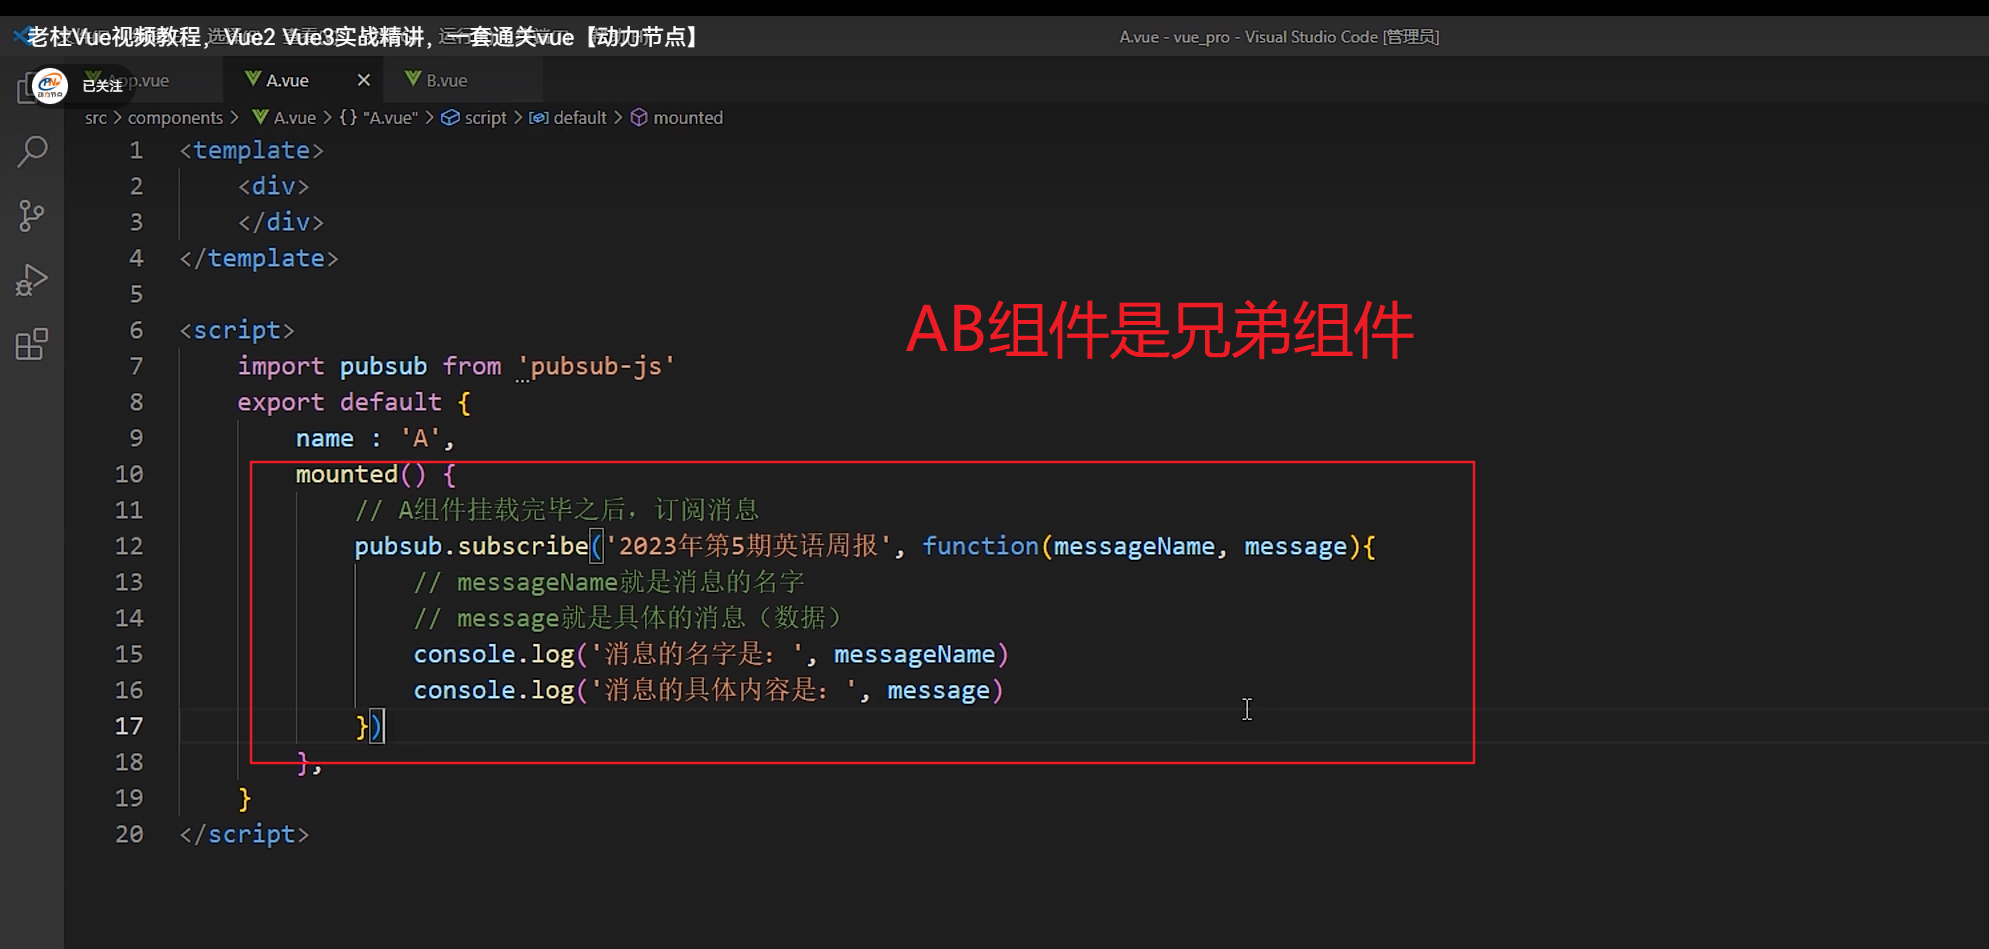 老杜Vue视频教程，Vue2 Vue3实战精讲，一套通关vue【动力节点】
A.vue - vue_pro - Visual Studio Code [管理员]
已关注
App.vue
A.vue
B.vue
src > components > A.vue > {} "A.vue" > script > default > mounted
1 <template>
2 <div>
3 </div>
4 </template>
5
6 <script>
AB组件是兄弟组件
7 import pubsub from 'pubsub-js'
8 export default {
9 name : 'A',
10 mounted() {
11 // A组件挂载完毕之后，订阅消息
12 pubsub.subscribe('2023年第5期英语周报', function(messageName, message){
13 // messageName就是消息的名字
14 // message就是具体的消息（数据）
15 console.log('消息的名字是：', messageName)
16 console.log('消息的具体内容是：', message)
17 })
18 },
19 }
20 </script>